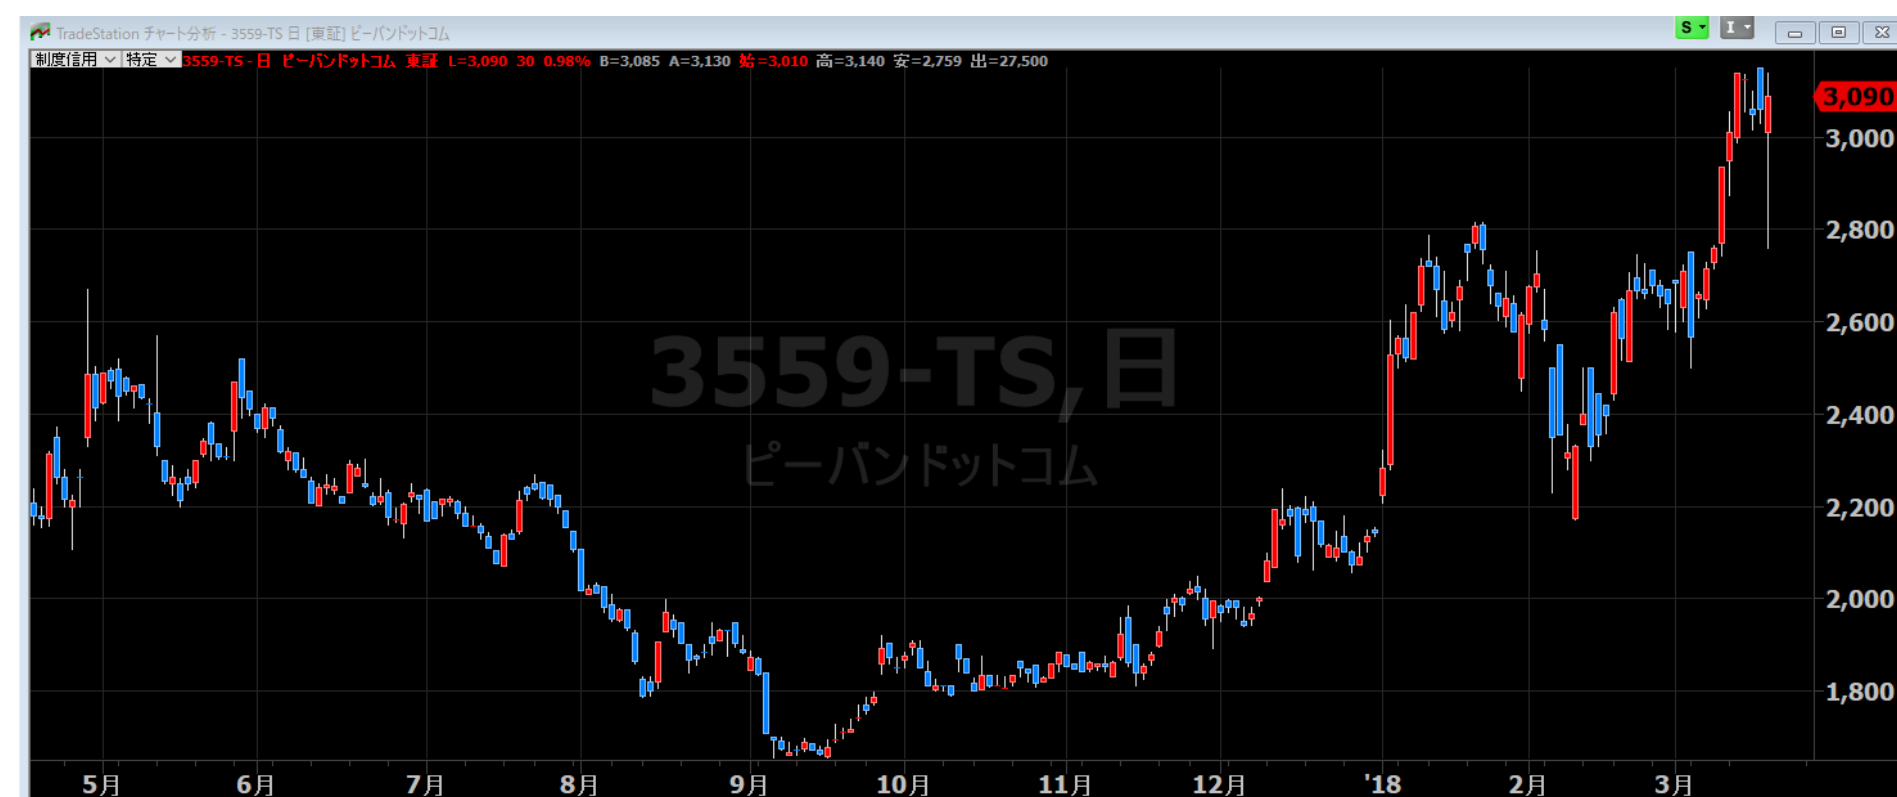 TradeStation チャート分析 - 3559-TS 日 [東証] ピーバンドットコム
S I
制度信用 特定 3559-TS - 日 ピーバンドットコム 東証 L=3,090 30 0.98% B=3,085 A=3,130 始=3,010 高=3,140 安=2,759 出=27,500
3,090
3,000
2,800
2,600
3559-TS,日
2,400
ピーバンドットコム
2,200
2,000
1,800
5月 6月 7月 8月 9月 10月 11月 12月 '18 2月 3月